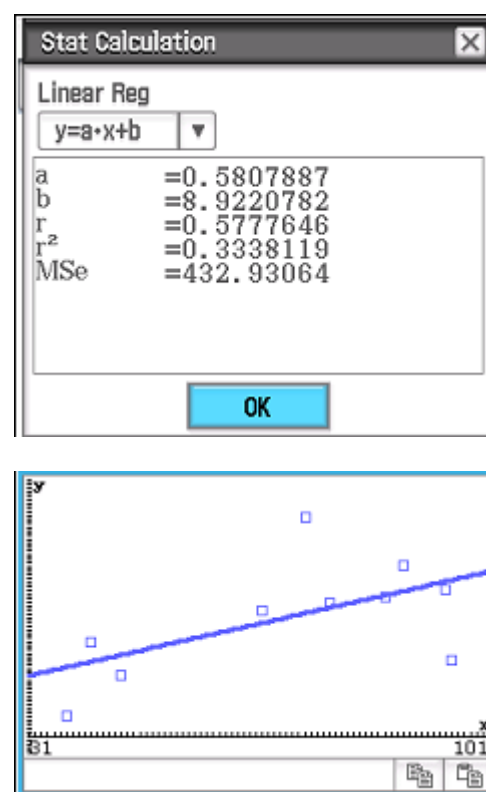 Stat Calculation
Linear Reg
y=a·x+b
a =0.5807887
b =8.9220782
r =0.5777646
r² =0.3338119
MSe =432.93064
OK
y
x
31 101